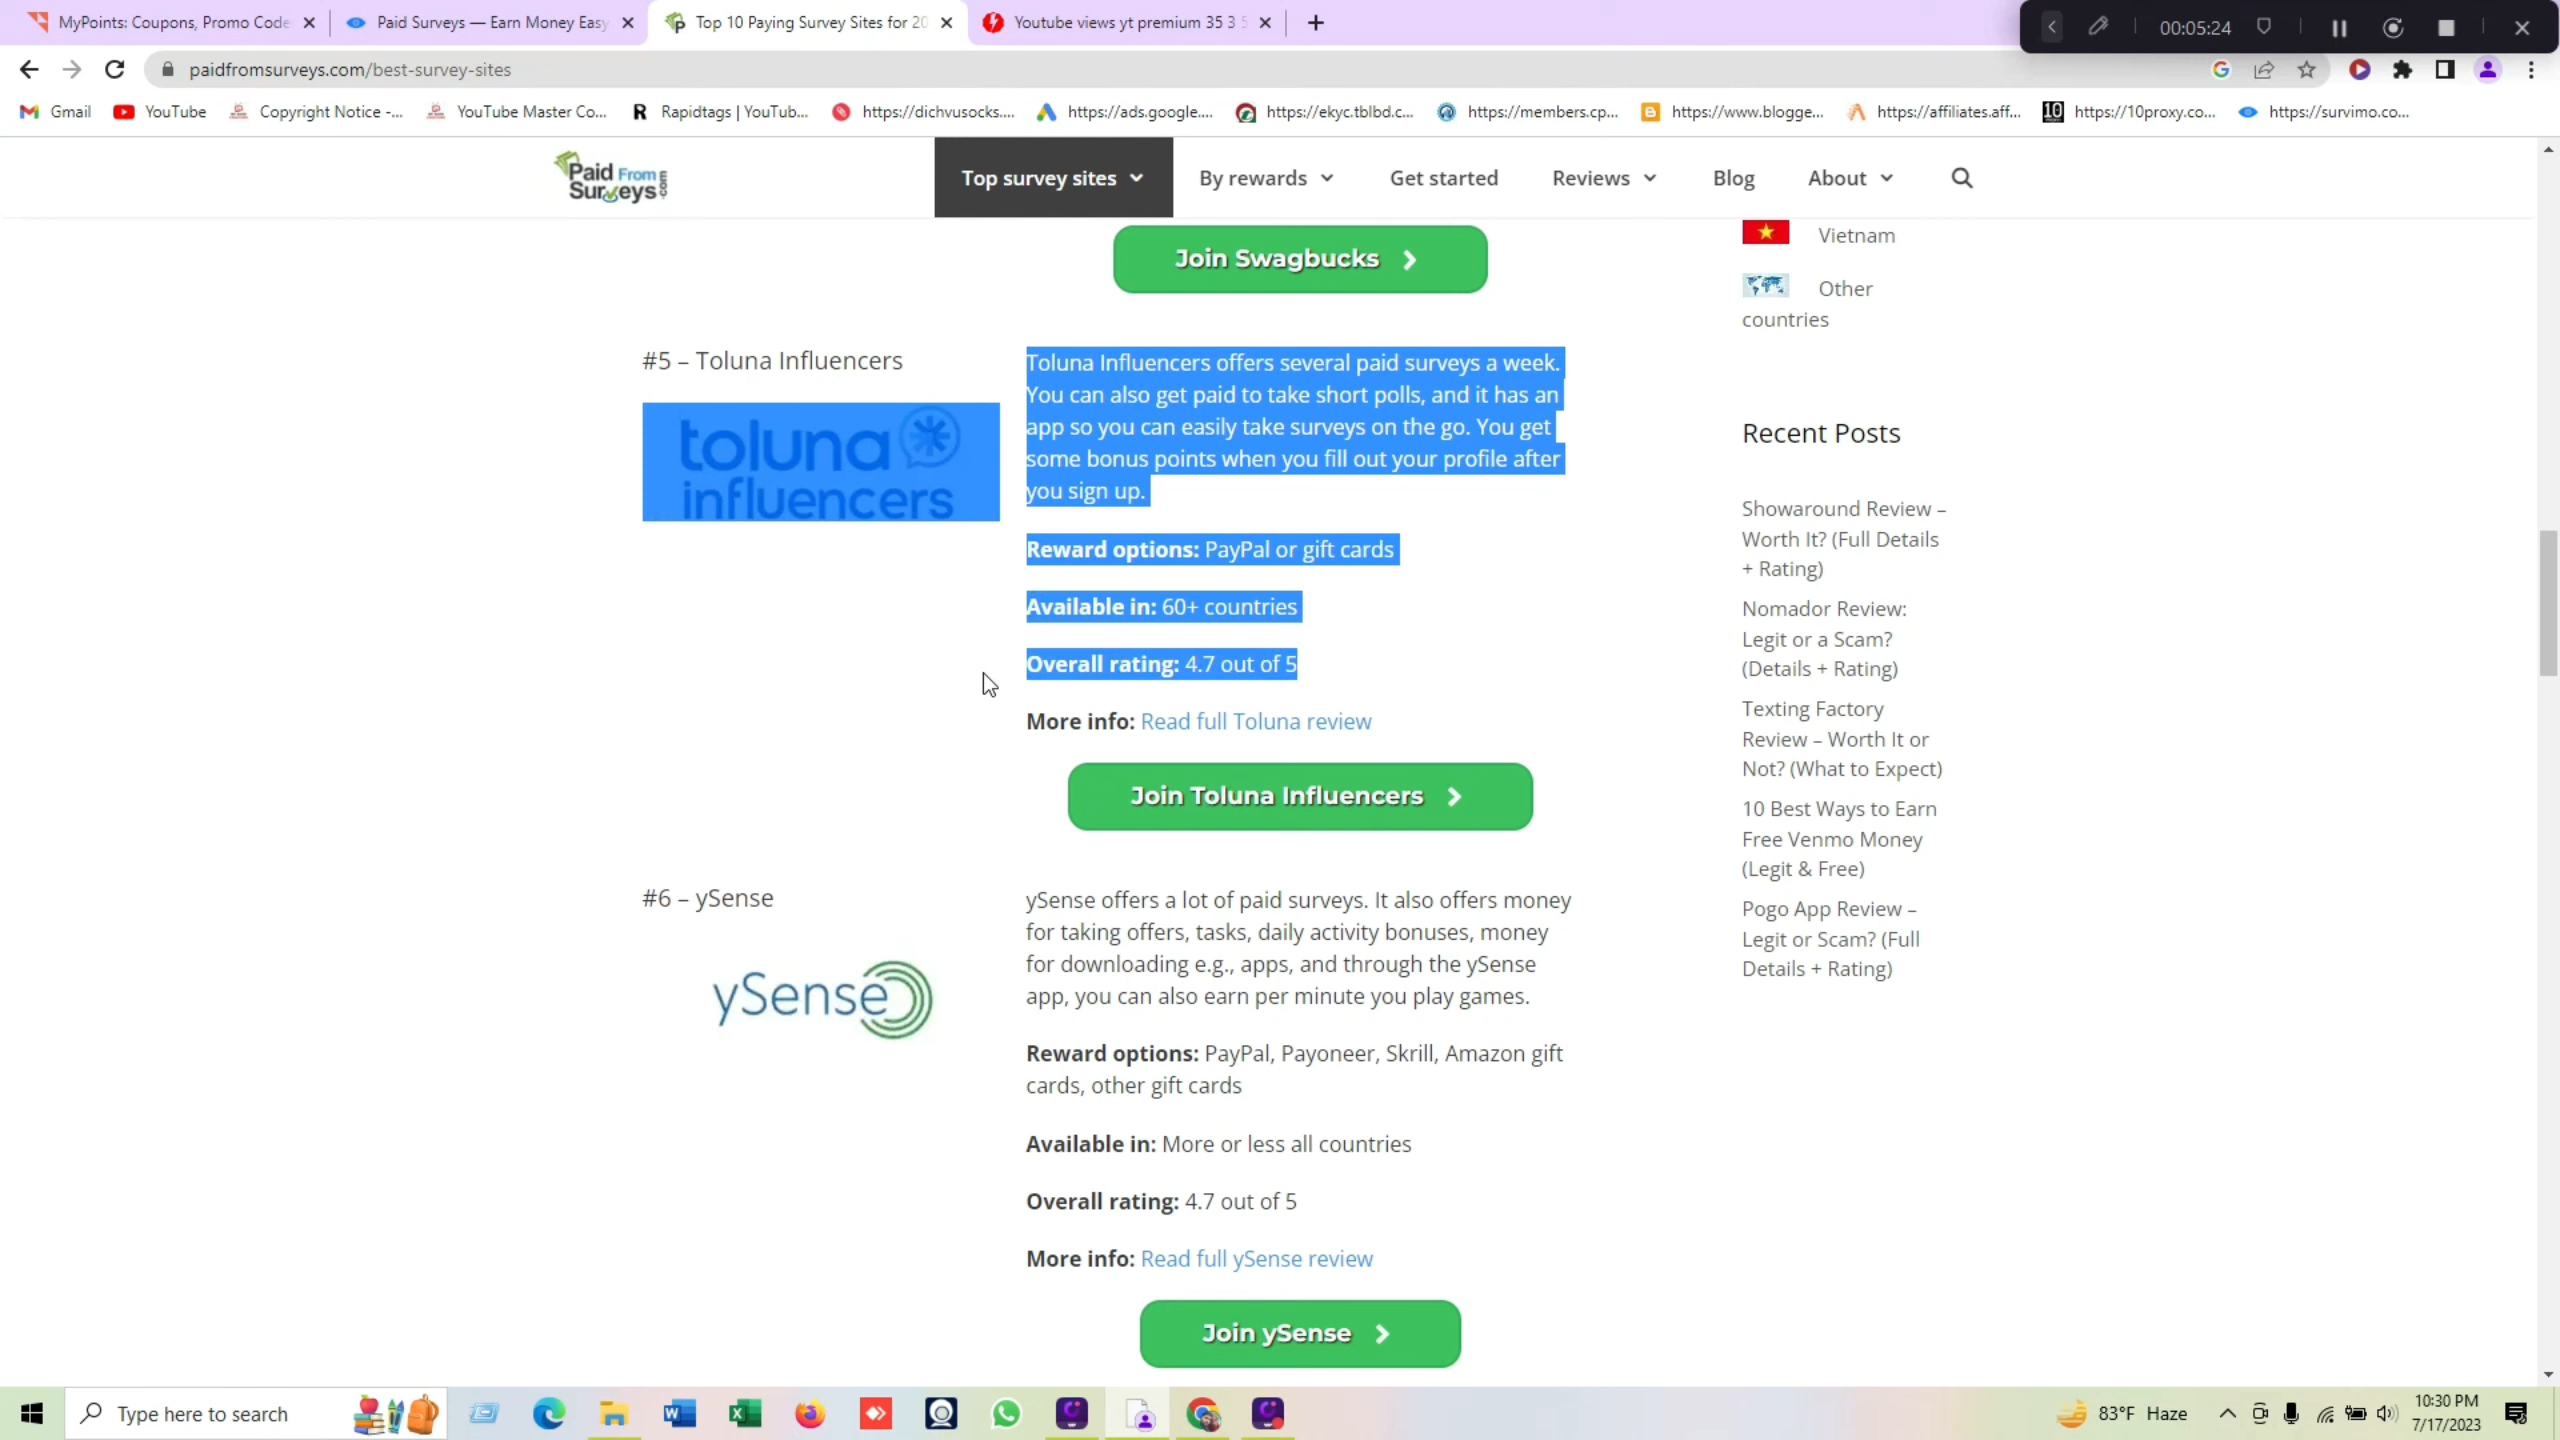 MyPoints: Coupons, Promo Code
Paid Surveys — Earn Money Easy
Top 10 Paying Survey Sites for 20
Youtube views yt premium 35 3 5
00:05:24
paidfromsurveys.com/best-survey-sites
Gmail
YouTube
Copyright Notice -...
YouTube Master Co...
Rapidtags | YouTub...
https://dichvusocks....
https://ads.google....
https://ekyc.tblbd.c...
https://members.cp...
https://www.blogge...
https://affiliates.aff...
https://10proxy.co...
https://survimo.co...
Paid From
Surveys.com
Top survey sites
By rewards
Get started
Reviews
Blog
About
Join Swagbucks
#5 – Toluna Influencers
toluna
influencers
Toluna Influencers offers several paid surveys a week.
You can also get paid to take short polls, and it has an
app so you can easily take surveys on the go. You get
some bonus points when you fill out your profile after
you sign up.
Reward options: PayPal or gift cards
Available in: 60+ countries
Overall rating: 4.7 out of 5
More info: Read full Toluna review
Join Toluna Influencers
#6 – ySense
ySense
ySense offers a lot of paid surveys. It also offers money
for taking offers, tasks, daily activity bonuses, money
for downloading e.g., apps, and through the ySense
app, you can also earn per minute you play games.
Reward options: PayPal, Payoneer, Skrill, Amazon gift
cards, other gift cards
Available in: More or less all countries
Overall rating: 4.7 out of 5
More info: Read full ySense review
Join ySense
Vietnam
Other
countries
Recent Posts
Showaround Review –
Worth It? (Full Details
+ Rating)
Nomador Review:
Legit or a Scam?
(Details + Rating)
Texting Factory
Review – Worth It or
Not? (What to Expect)
10 Best Ways to Earn
Free Venmo Money
(Legit & Free)
Pogo App Review –
Legit or Scam? (Full
Details + Rating)
Type here to search
83°F Haze
10:30 PM
7/17/2023